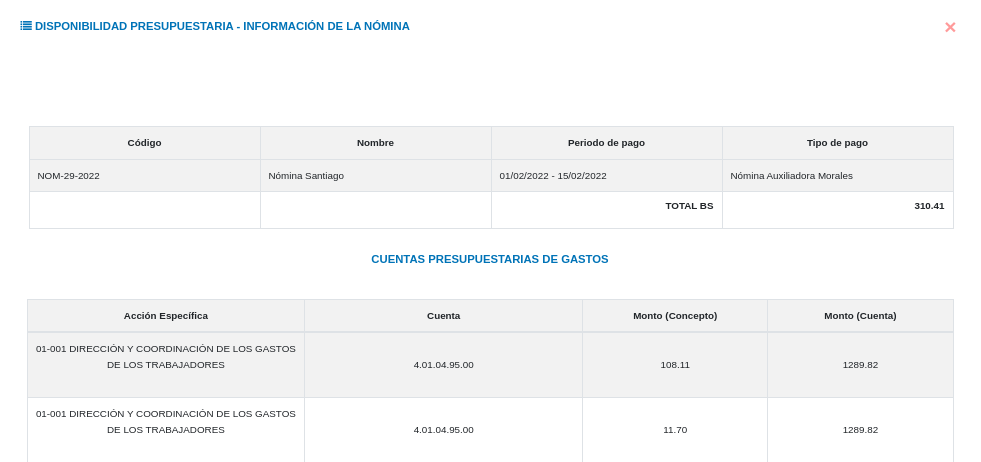 DISPONIBILIDAD PRESUPUESTARIA - INFORMACIÓN DE LA NÓMINA
Código Nombre Periodo de pago Tipo de pago
NOM-29-2022 Nómina Santiago 01/02/2022 - 15/02/2022 Nómina Auxiliadora Morales
TOTAL BS 310.41
CUENTAS PRESUPUESTARIAS DE GASTOS
Acción Específica Cuenta Monto (Concepto) Monto (Cuenta)
01-001 DIRECCIÓN Y COORDINACIÓN DE LOS GASTOS
DE LOS TRABAJADORES 4.01.04.95.00 108.11 1289.82
01-001 DIRECCIÓN Y COORDINACIÓN DE LOS GASTOS
DE LOS TRABAJADORES 4.01.04.95.00 11.70 1289.82